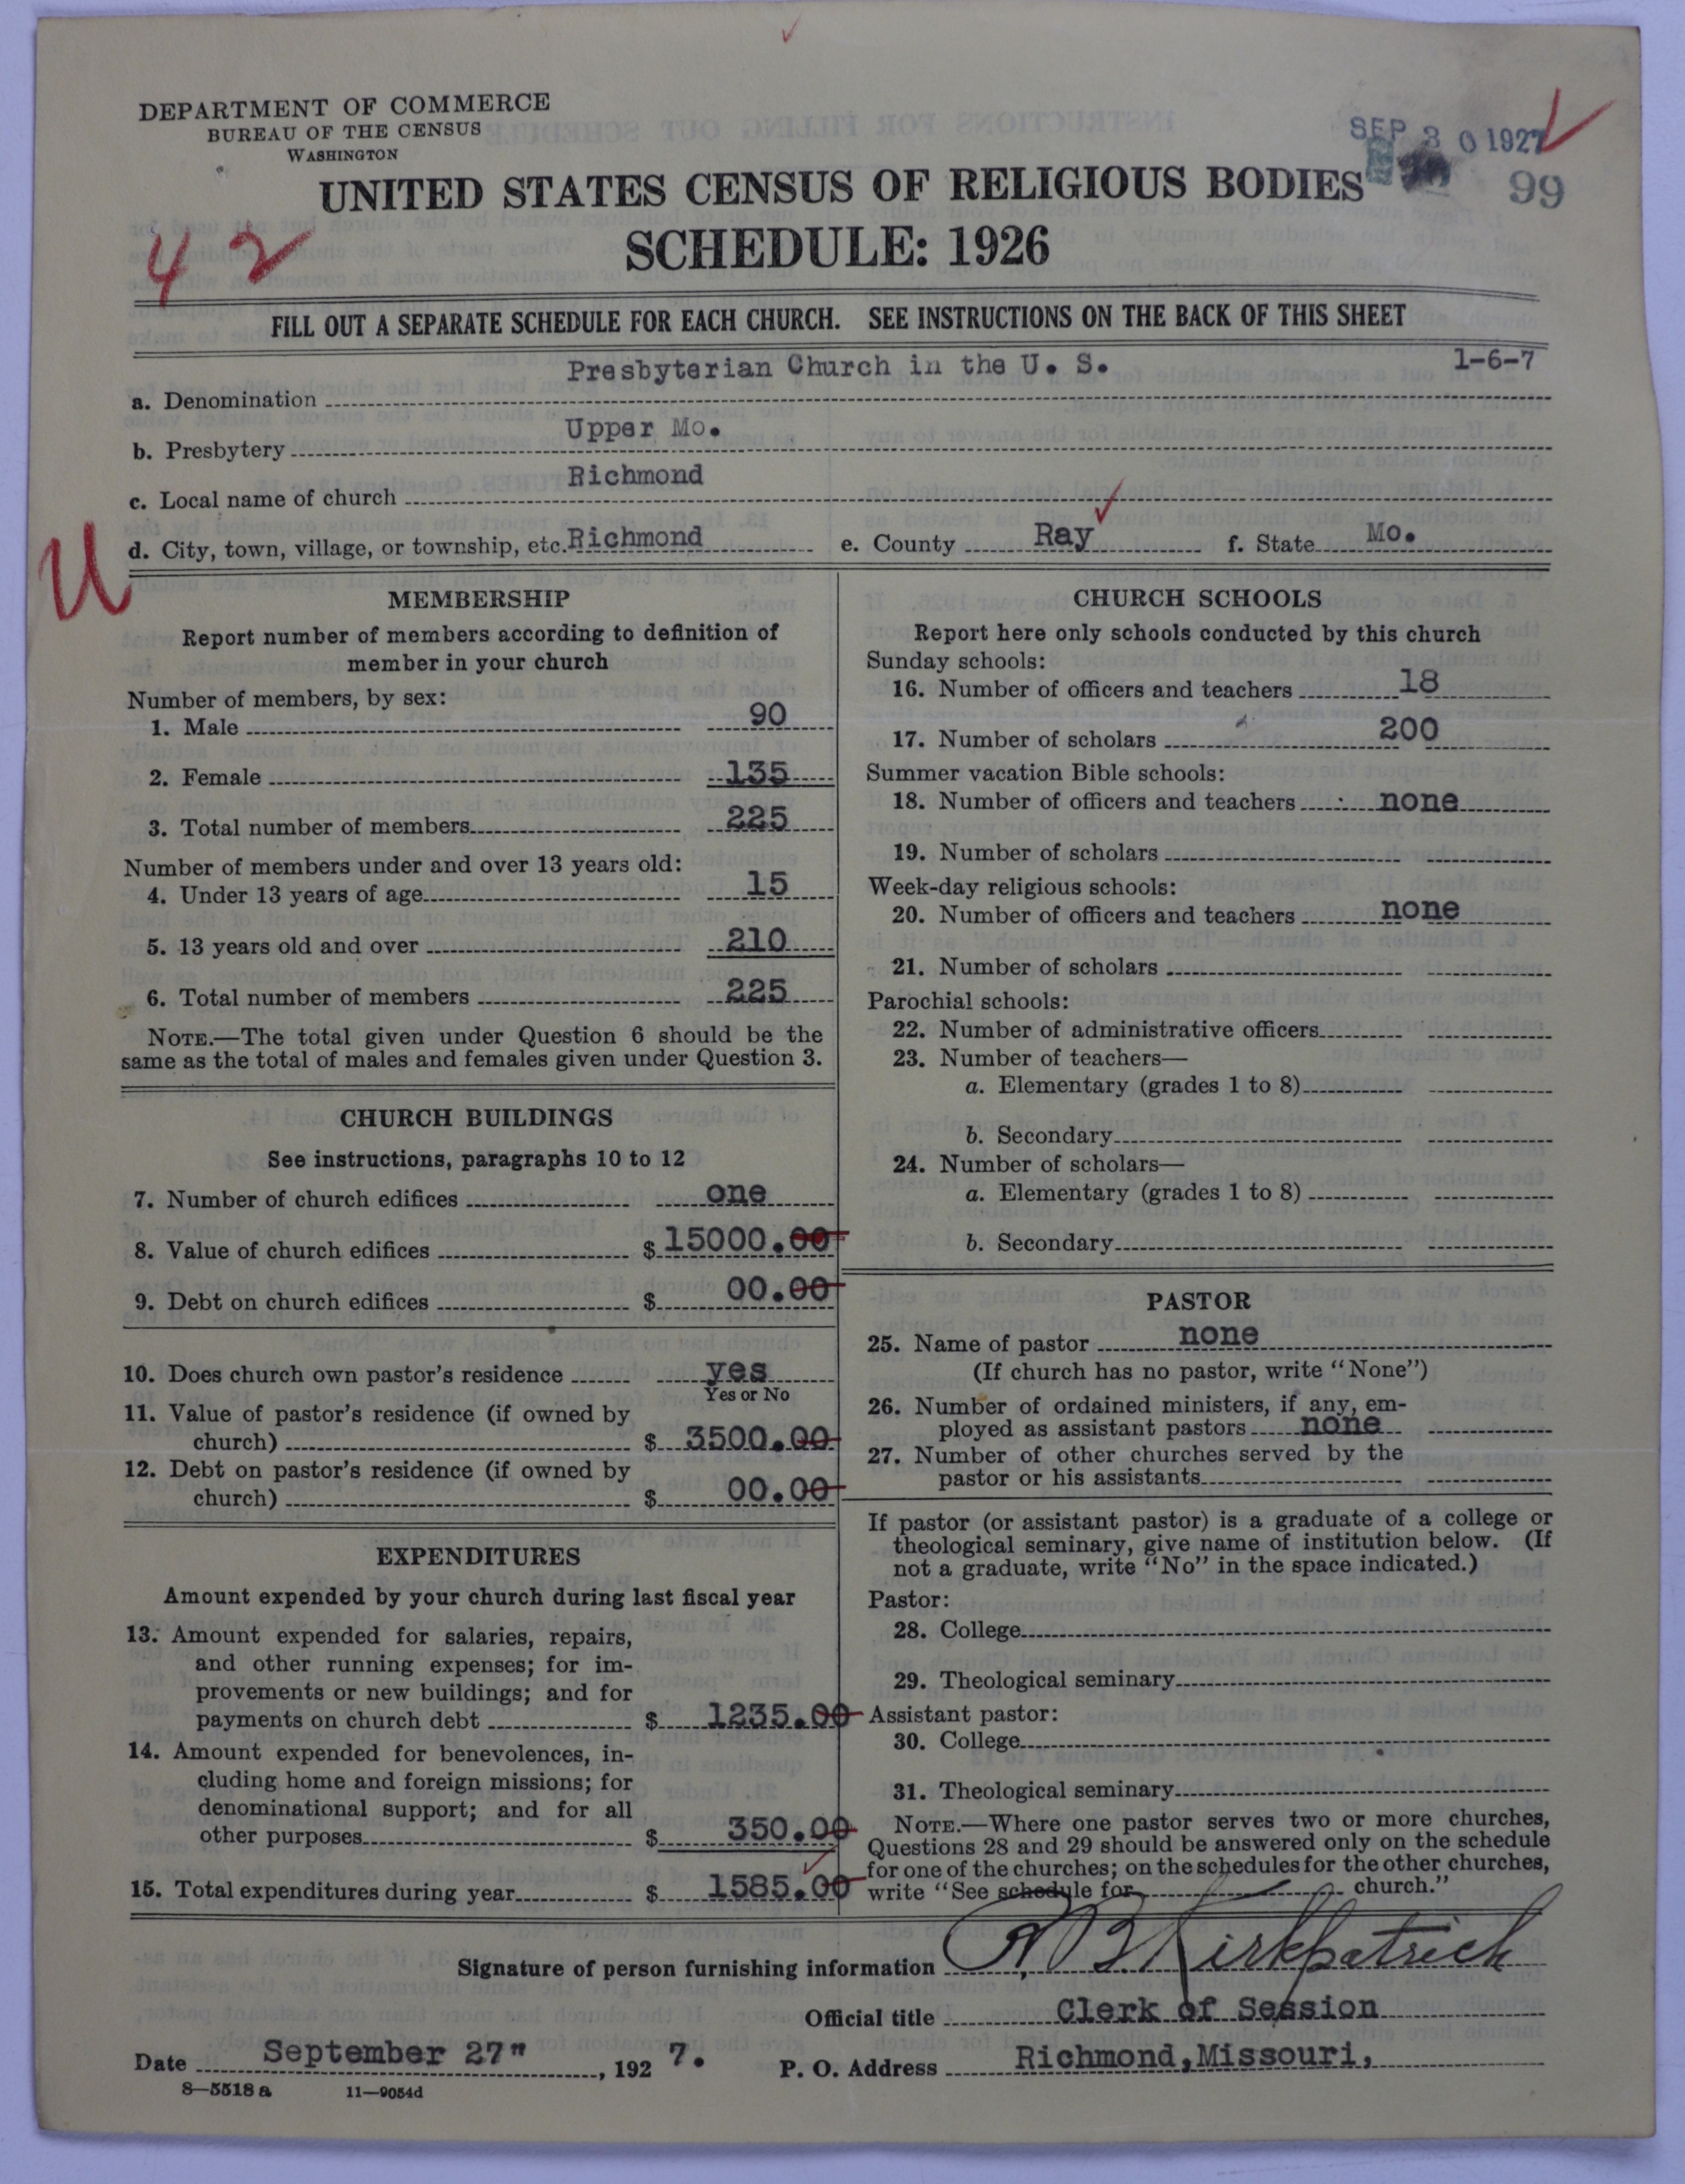 DEPARTMENT OF COMMERCE
BUREAU OF THE CENSUS
WASHINGTON
SEP 30 1927
99
UNITED STATES CENSUS OF RELIGIOUS BODIES
SCHEDULE: 1926
42
FILL OUT A SEPARATE SCHEDULE FOR EACH CHURCH. SEE INSTRUCTIONS ON THE BACK OF THIS SHEET
1-6-7
a. Denomination Presbyterian Church in the U. S.
b. Presbytery Upper Mo.
c. Local name of church Richmond
U
d. City, town, village, or township, etc. Richmond e. County Ray f. State Mo.
MEMBERSHIP
Report number of members according to definition of
member in your church
Number of members, by sex:
1. Male 90
2. Female 135
3. Total number of members 225
Number of members under and over 13 years old:
4. Under 13 years of age 15
5. 13 years old and over 210
6. Total number of members 225
NOTE.—The total given under Question 6 should be the
same as the total of males and females given under Question 3.
CHURCH BUILDINGS
See instructions, paragraphs 10 to 12
7. Number of church edifices one
8. Value of church edifices $ 15000.00
9. Debt on church edifices $ 00.00
10. Does church own pastor's residence yes
Yes or No
11. Value of pastor's residence (if owned by
church) $ 3500.00
12. Debt on pastor's residence (if owned by
church) $ 00.00
EXPENDITURES
Amount expended by your church during last fiscal year
13. Amount expended for salaries, repairs,
and other running expenses; for im-
provements or new buildings; and for
payments on church debt $ 1235.00
14. Amount expended for benevolences, in-
cluding home and foreign missions; for
denominational support; and for all
other purposes $ 350.00
15. Total expenditures during year $ 1585.00
CHURCH SCHOOLS
Report here only schools conducted by this church
Sunday schools:
16. Number of officers and teachers 18
17. Number of scholars 200
Summer vacation Bible schools:
18. Number of officers and teachers none
19. Number of scholars
Week-day religious schools:
20. Number of officers and teachers none
21. Number of scholars
Parochial schools:
22. Number of administrative officers
23. Number of teachers—
a. Elementary (grades 1 to 8)
b. Secondary
24. Number of scholars—
a. Elementary (grades 1 to 8)
b. Secondary
PASTOR
25. Name of pastor none
(If church has no pastor, write "None")
26. Number of ordained ministers, if any, em-
ployed as assistant pastors none
27. Number of other churches served by the
pastor or his assistants
If pastor (or assistant pastor) is a graduate of a college or
theological seminary, give name of institution below. (If
not a graduate, write "No" in the space indicated.)
Pastor:
28. College
29. Theological seminary
Assistant pastor:
30. College
31. Theological seminary
NOTE.—Where one pastor serves two or more churches,
Questions 28 and 29 should be answered only on the schedule
for one of the churches; on the schedules for the other churches,
write "See schedule for church."
Signature of person furnishing information B. Kirkpatrick
Official title Clerk of Session
Date September 27", 1927. P. O. Address Richmond, Missouri,
8—5518 a 11—9054d